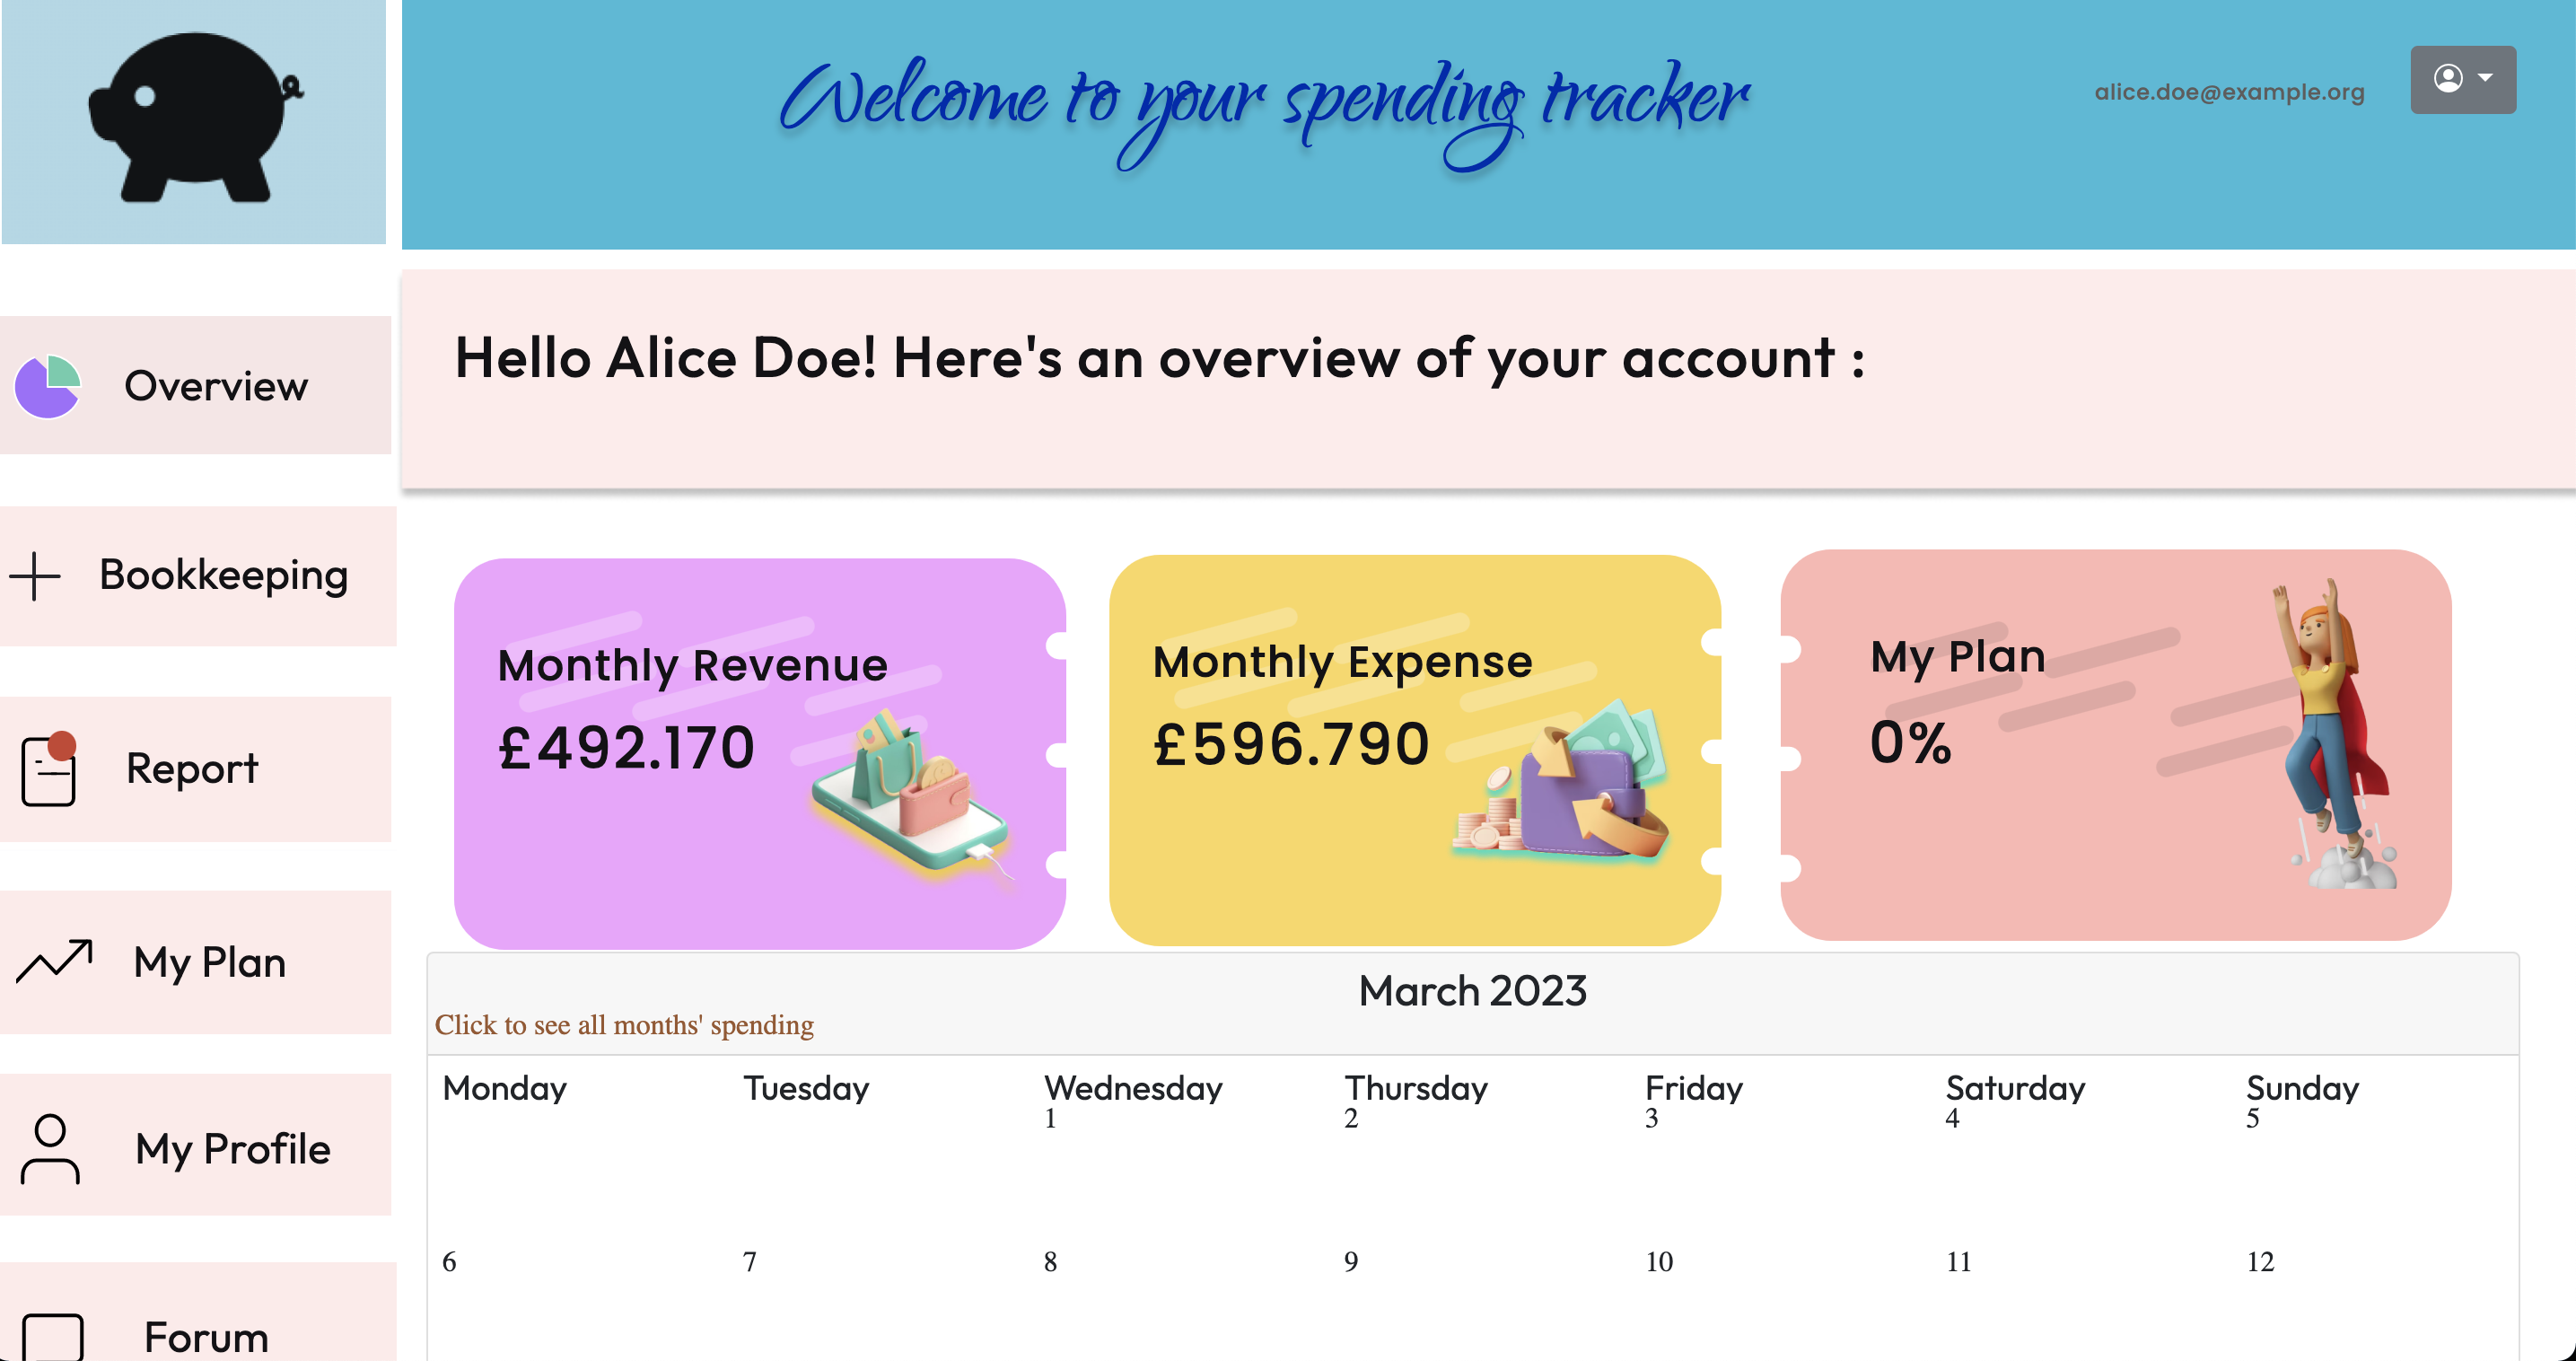 Welcome to your spending tracker
alice.doe@example.org
Overview
Bookkeeping
Report
My Plan
My Profile
Forum
Hello Alice Doe! Here's an overview of your account :
Monthly Revenue
£492.170
Monthly Expense
£596.790
My Plan
0%
March 2023
Click to see all months' spending
Monday Tuesday Wednesday Thursday Friday Saturday Sunday
1 2 3 4 5
6 7 8 9 10 11 12